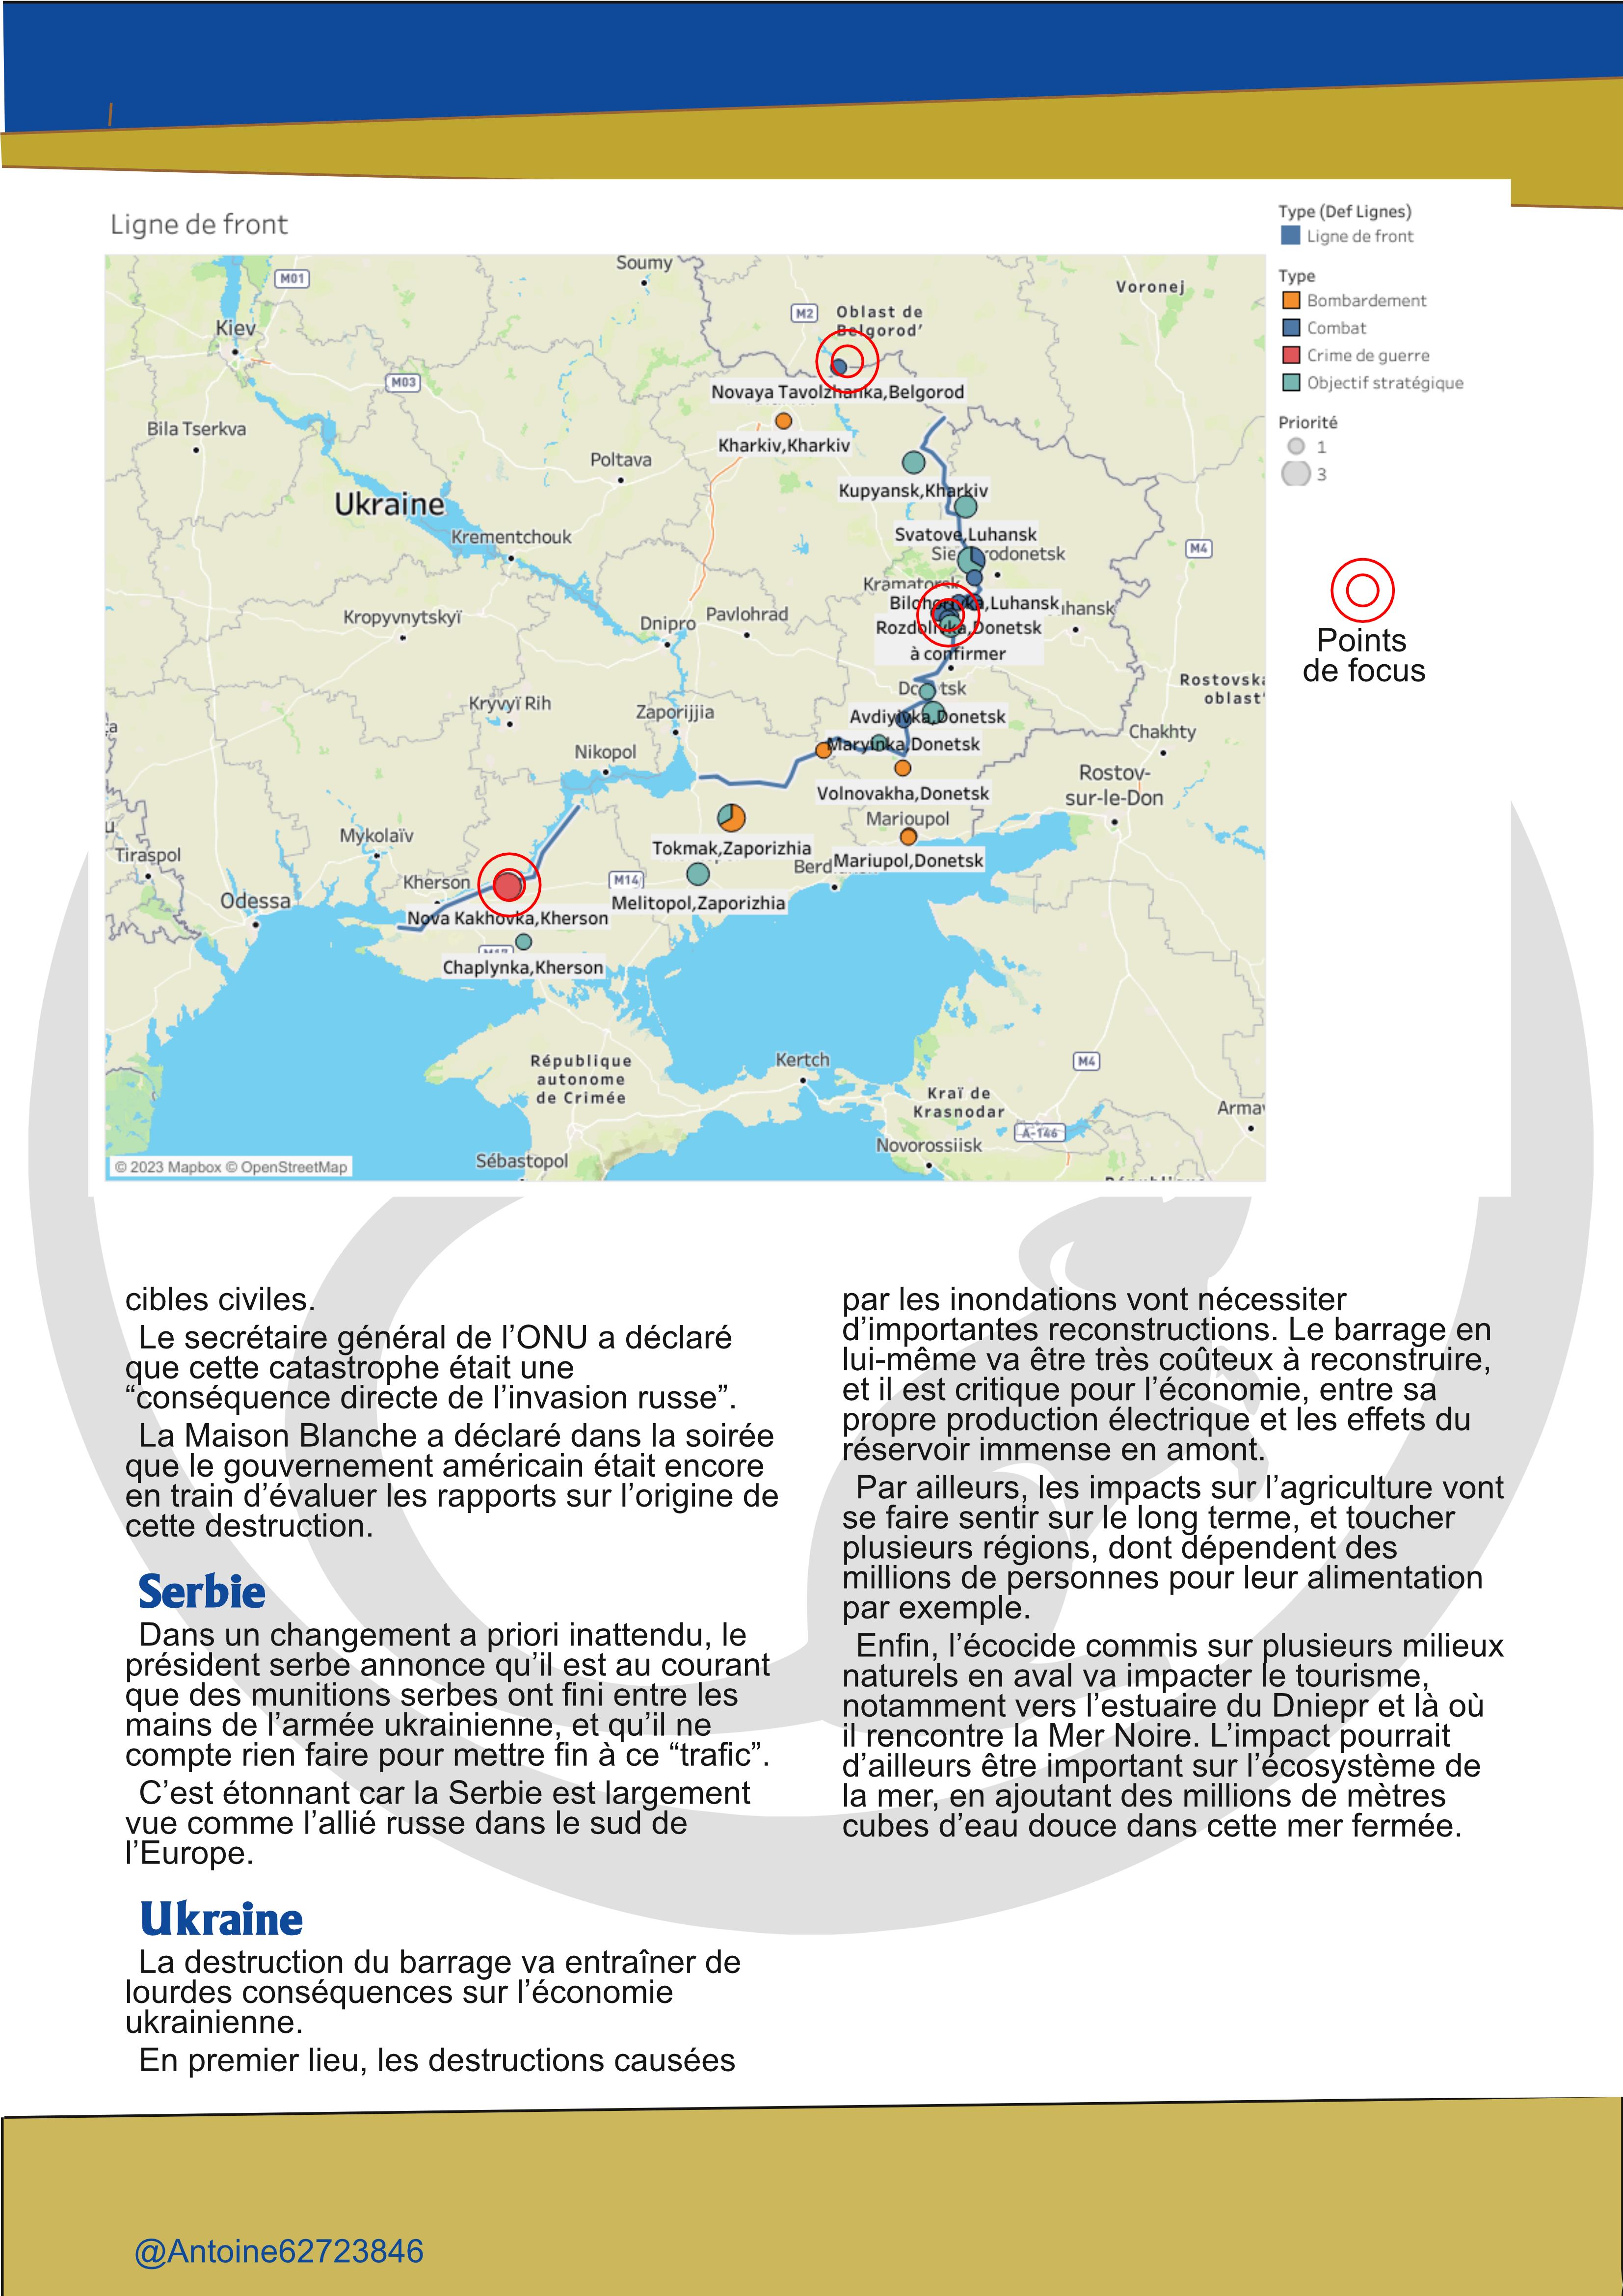 Ligne de front
Type (Def Lignes)
Ligne de front
Type
Bombardement
Combat
Crime de guerre
Objectif stratégique
Priorité
1
3
Points
de focus
M01
Soumy
Voronej
M2
Oblast de
Belgorod'
Kiev
M03
Novaya Tavolzhanka,Belgorod
Bila Tserkva
Kharkiv,Kharkiv
Poltava
Kupyansk,Kharkiv
Ukraine
Svatove,Luhansk
Krementchouk
M4
Kramatorsk
Luhansk
Kropyvnytskyï
Pavlohrad
Dnipro
Rozdolivka,Donetsk
à confirmer
Rostovska
oblast'
Kryvyï Rih
Zaporijjia
Avdiyivka,Donetsk
Chakhty
Nikopol
Maryinka,Donetsk
Rostov-
sur-le-Don
Volnovakha,Donetsk
Marioupol
Mykolaïv
Tokmak,Zaporizhia
Tiraspol
Mariupol,Donetsk
Kherson
M14
Odessa
Melitopol,Zaporizhia
Nova Kakhovka,Kherson
Chaplynka,Kherson
République
autonome
de Crimée
Kertch
M4
Kraï de
Krasnodar
A-146
Novorossiisk
Sébastopol
© 2023 Mapbox © OpenStreetMap
cibles civiles.
Le secrétaire général de l’ONU a déclaré
que cette catastrophe était une
“conséquence directe de l’invasion russe”.
La Maison Blanche a déclaré dans la soirée
que le gouvernement américain était encore
en train d’évaluer les rapports sur l’origine de
cette destruction.
Serbie
Dans un changement a priori inattendu, le
président serbe annonce qu’il est au courant
que des munitions serbes ont fini entre les
mains de l’armée ukrainienne, et qu’il ne
compte rien faire pour mettre fin à ce “trafic”.
C’est étonnant car la Serbie est largement
vue comme l’allié russe dans le sud de
l’Europe.
Ukraine
La destruction du barrage va entraîner de
lourdes conséquences sur l’économie
ukrainienne.
En premier lieu, les destructions causées
par les inondations vont nécessiter
d’importantes reconstructions. Le barrage en
lui-même va être très coûteux à reconstruire,
et il est critique pour l’économie, entre sa
propre production électrique et les effets du
réservoir immense en amont.
Par ailleurs, les impacts sur l’agriculture vont
se faire sentir sur le long terme, et toucher
plusieurs régions, dont dépendent des
millions de personnes pour leur alimentation
par exemple.
Enfin, l’écocide commis sur plusieurs milieux
naturels en aval va impacter le tourisme,
notamment vers l’estuaire du Dniepr et là où
il rencontre la Mer Noire. L’impact pourrait
d’ailleurs être important sur l’écosystème de
la mer, en ajoutant des millions de mètres
cubes d’eau douce dans cette mer fermée.
@Antoine62723846